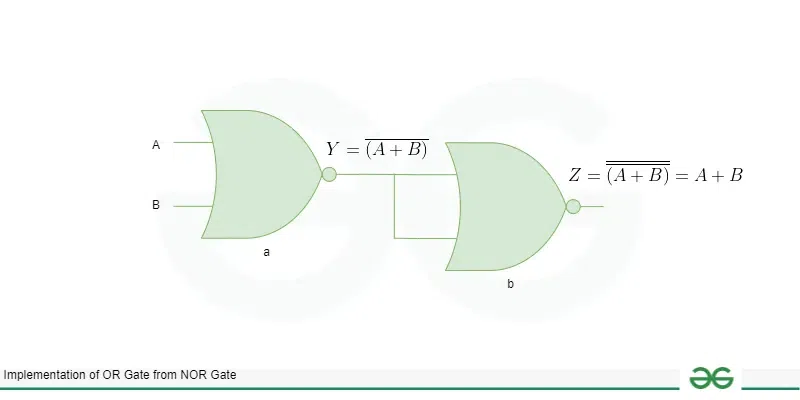 A
B
a
Y = \overline{(A + B)}
b
Z = \overline{\overline{(A + B)}} = A + B
Implementation of OR Gate from NOR Gate